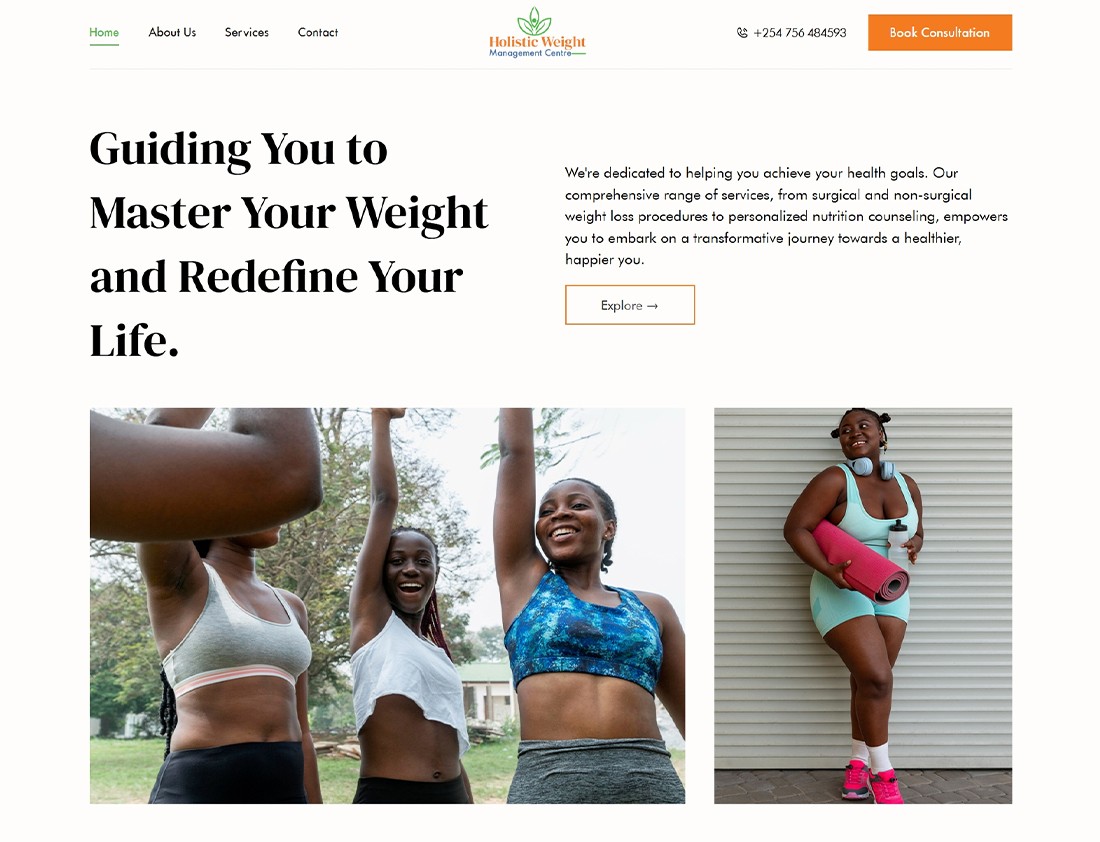 Home
About Us
Services
Contact
Holistic Weight
Management Centre
+254 756 484593
Book Consultation
Guiding You to
Master Your Weight
and Redefine Your
Life.
We're dedicated to helping you achieve your health goals. Our
comprehensive range of services, from surgical and non-surgical
weight loss procedures to personalized nutrition counseling, empowers
you to embark on a transformative journey towards a healthier,
happier you.
Explore →